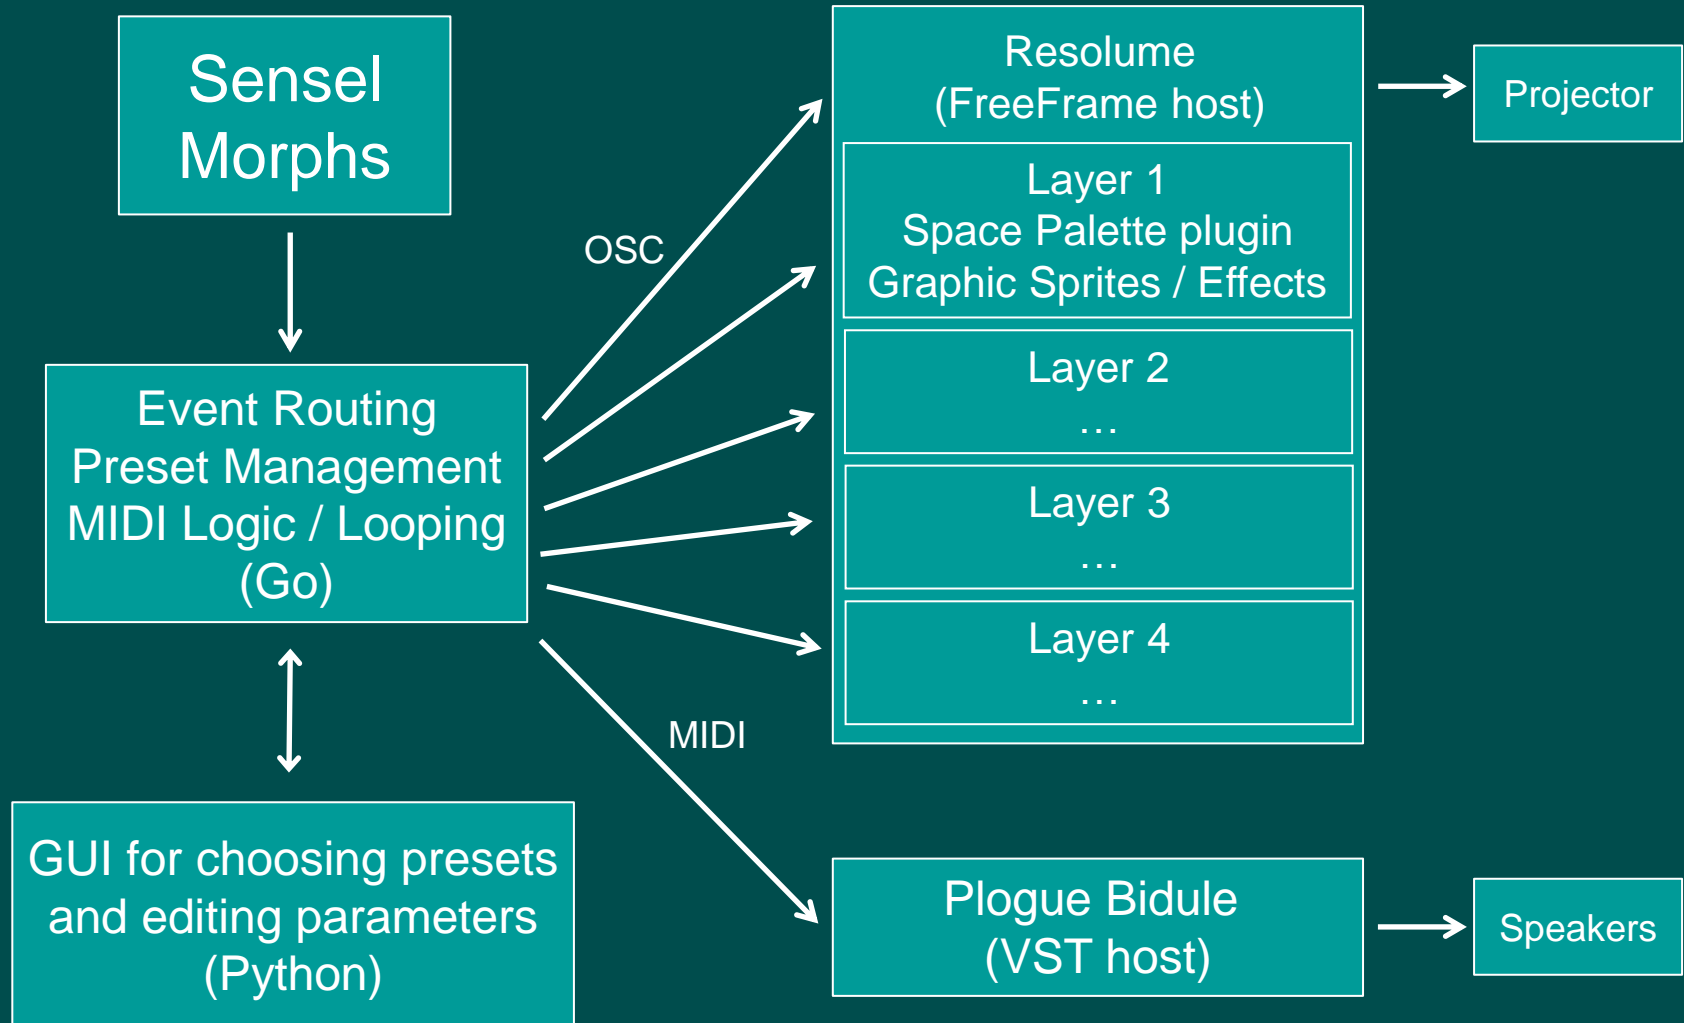 Sensel
Morphs
Event Routing
Preset Management
MIDI Logic / Looping
(Go)
GUI for choosing presets
and editing parameters
(Python)
OSC
MIDI
Resolume
(FreeFrame host)
Layer 1
Space Palette plugin
Graphic Sprites / Effects
Layer 2
…
Layer 3
…
Layer 4
…
Plogue Bidule
(VST host)
Projector
Speakers